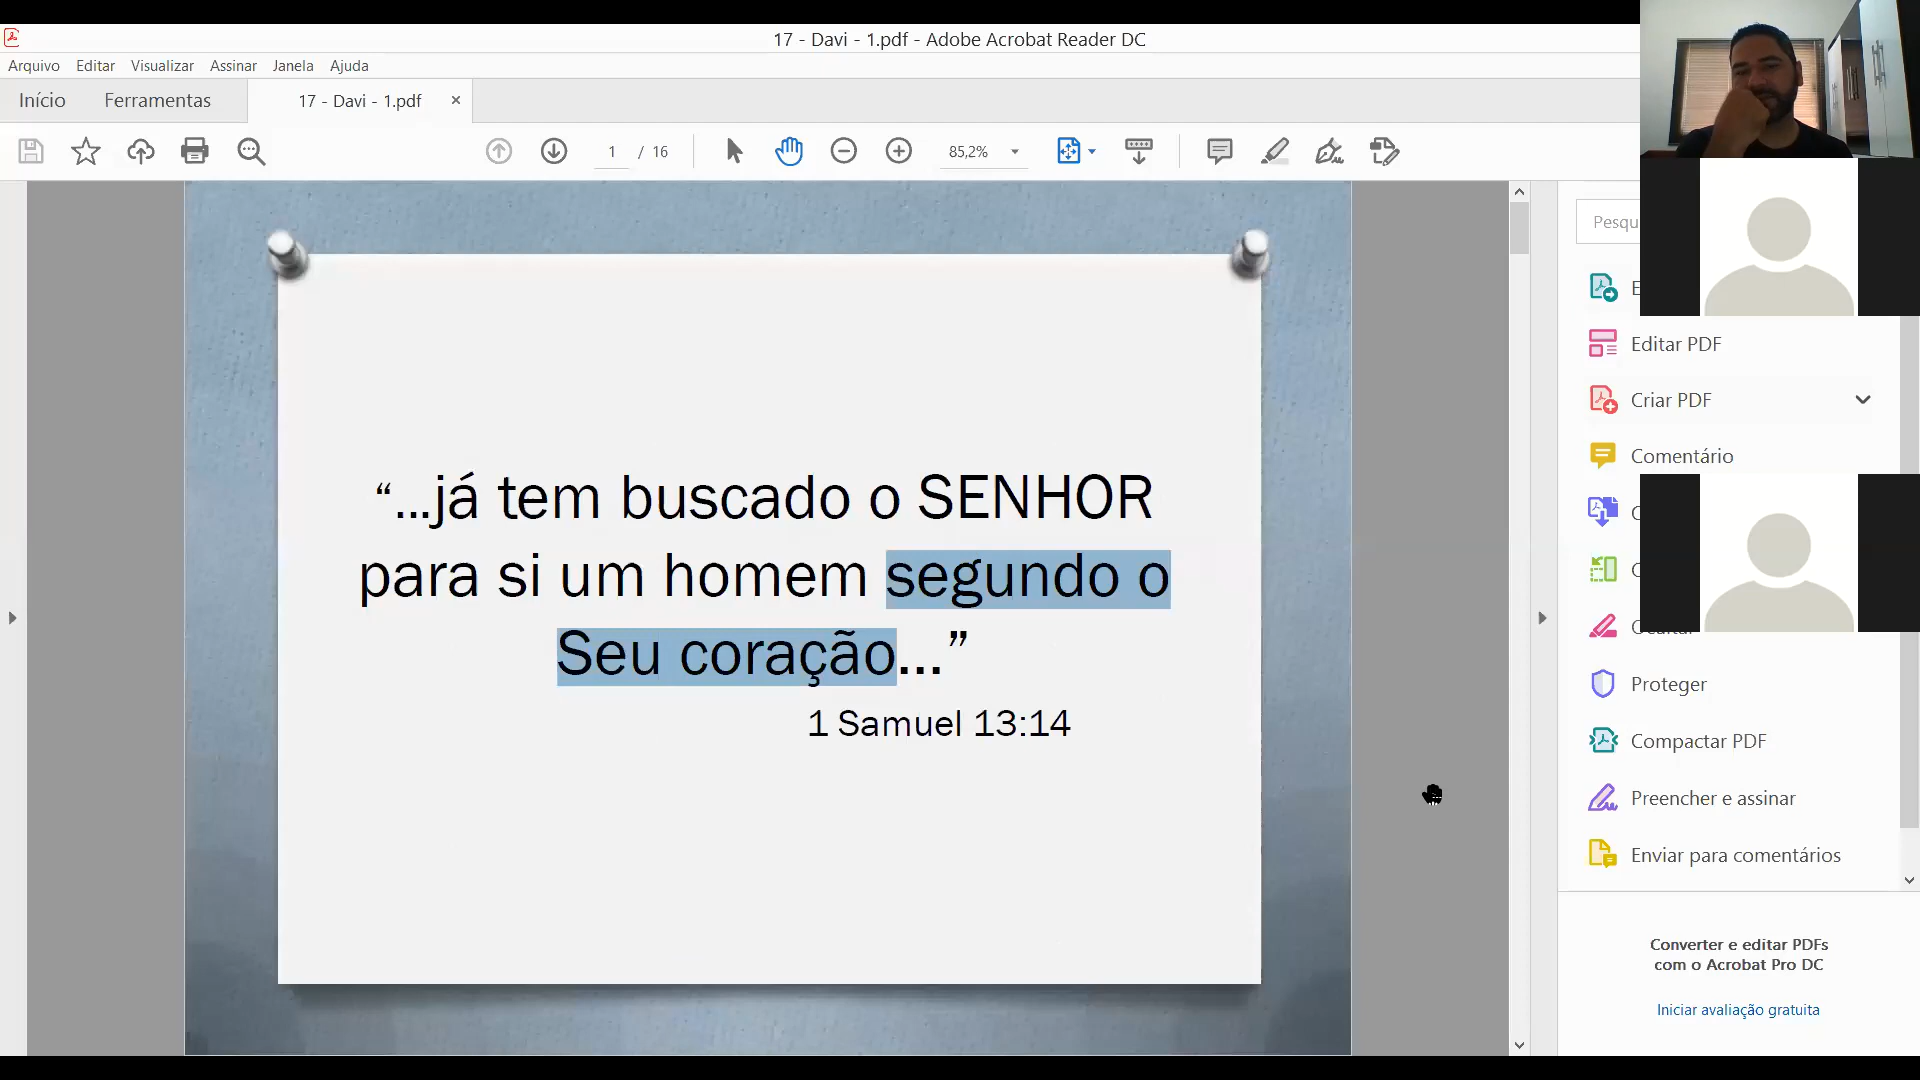 17 - Davi - 1.pdf - Adobe Acrobat Reader DC
Arquivo Editar Visualizar Assinar Janela Ajuda
Início Ferramentas 17 - Davi - 1.pdf
1 / 16 85,2%
“...já tem buscado o SENHOR
para si um homem segundo o
Seu coração...”
1 Samuel 13:14
Editar PDF
Criar PDF
Comentário
Proteger
Compactar PDF
Preencher e assinar
Enviar para comentários
Converter e editar PDFs
com o Acrobat Pro DC
Iniciar avaliação gratuita